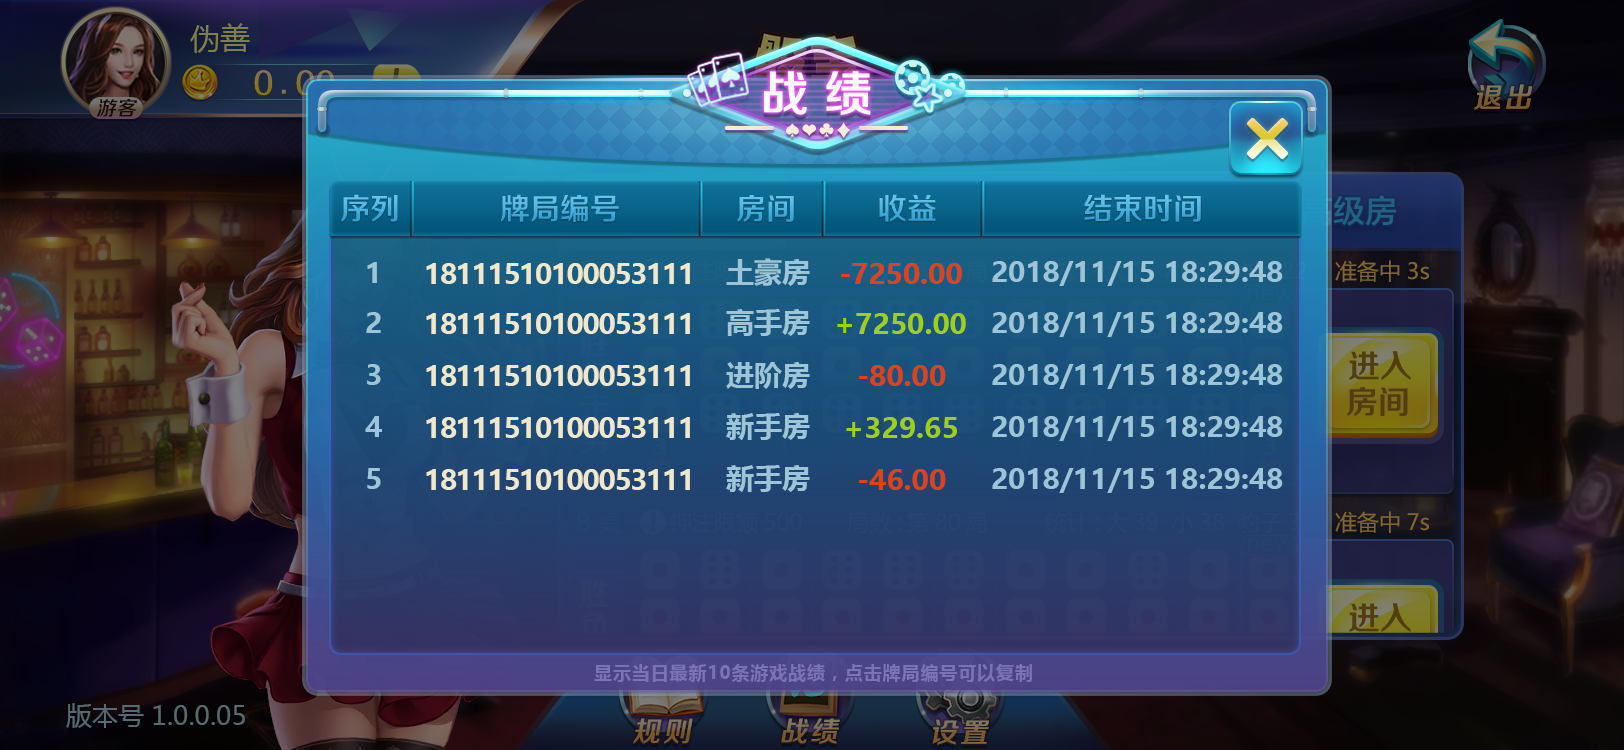 伪善
0.00
游客
战绩
退出
序列 牌局编号 房间 收益 结束时间
1 18111510100053111 土豪房 -7250.00 2018/11/15 18:29:48
2 18111510100053111 高手房 +7250.00 2018/11/15 18:29:48
3 18111510100053111 进阶房 -80.00 2018/11/15 18:29:48
4 18111510100053111 新手房 +329.65 2018/11/15 18:29:48
5 18111510100053111 新手房 -46.00 2018/11/15 18:29:48
级房
准备中 3s
进入
房间
准备中 7s
进入
显示当日最新10条游戏战绩，点击牌局编号可以复制
版本号 1.0.0.05
规则
战绩
设置